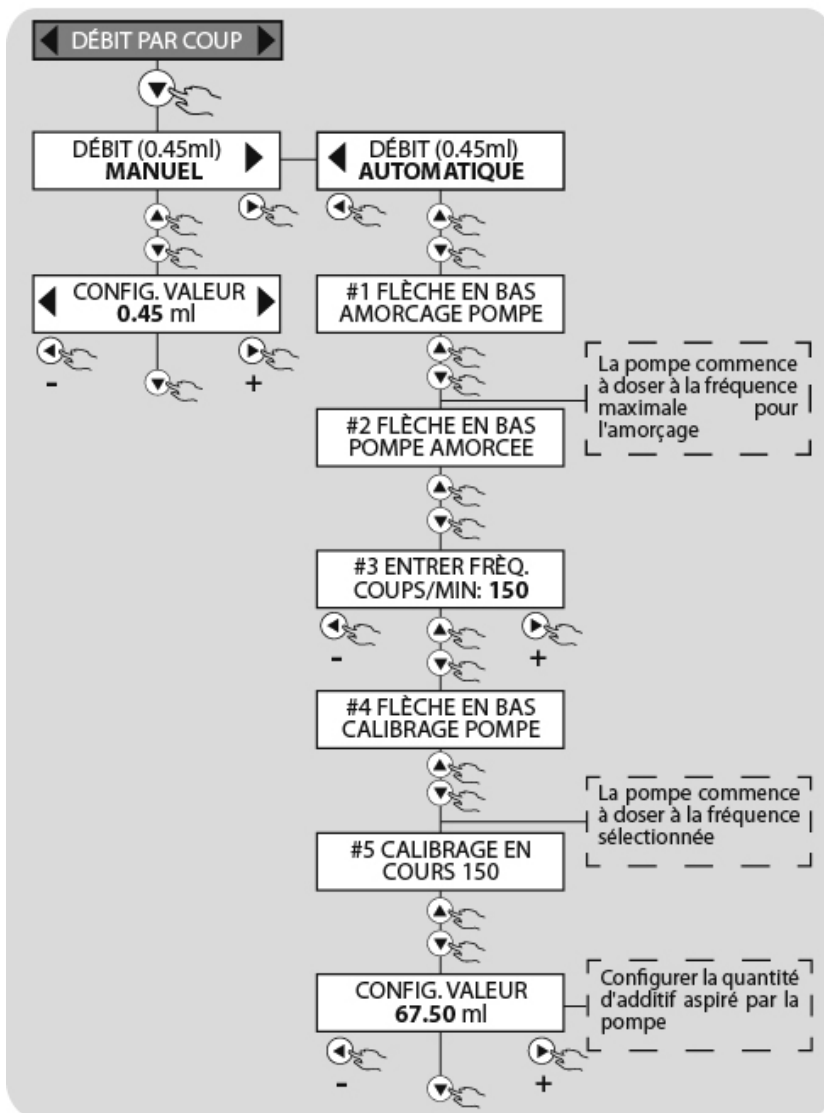 DÉBIT PAR COUP
DÉBIT (0.45ml)
MANUEL
DÉBIT (0.45ml)
AUTOMATIQUE
CONFIG. VALEUR
0.45 ml
-
+
#1 FLÈCHE EN BAS
AMORCAGE POMPE
La pompe commence
à doser à la fréquence
maximale pour
l'amorçage
#2 FLÈCHE EN BAS
POMPE AMORCEE
#3 ENTRER FRÈQ.
COUPS/MIN: 150
-
+
#4 FLÈCHE EN BAS
CALIBRAGE POMPE
La pompe commence
à doser à la fréquence
sélectionnée
#5 CALIBRAGE EN
COURS 150
CONFIG. VALEUR
67.50 ml
Configurer la quantité
d'additif aspiré par la
pompe
-
+